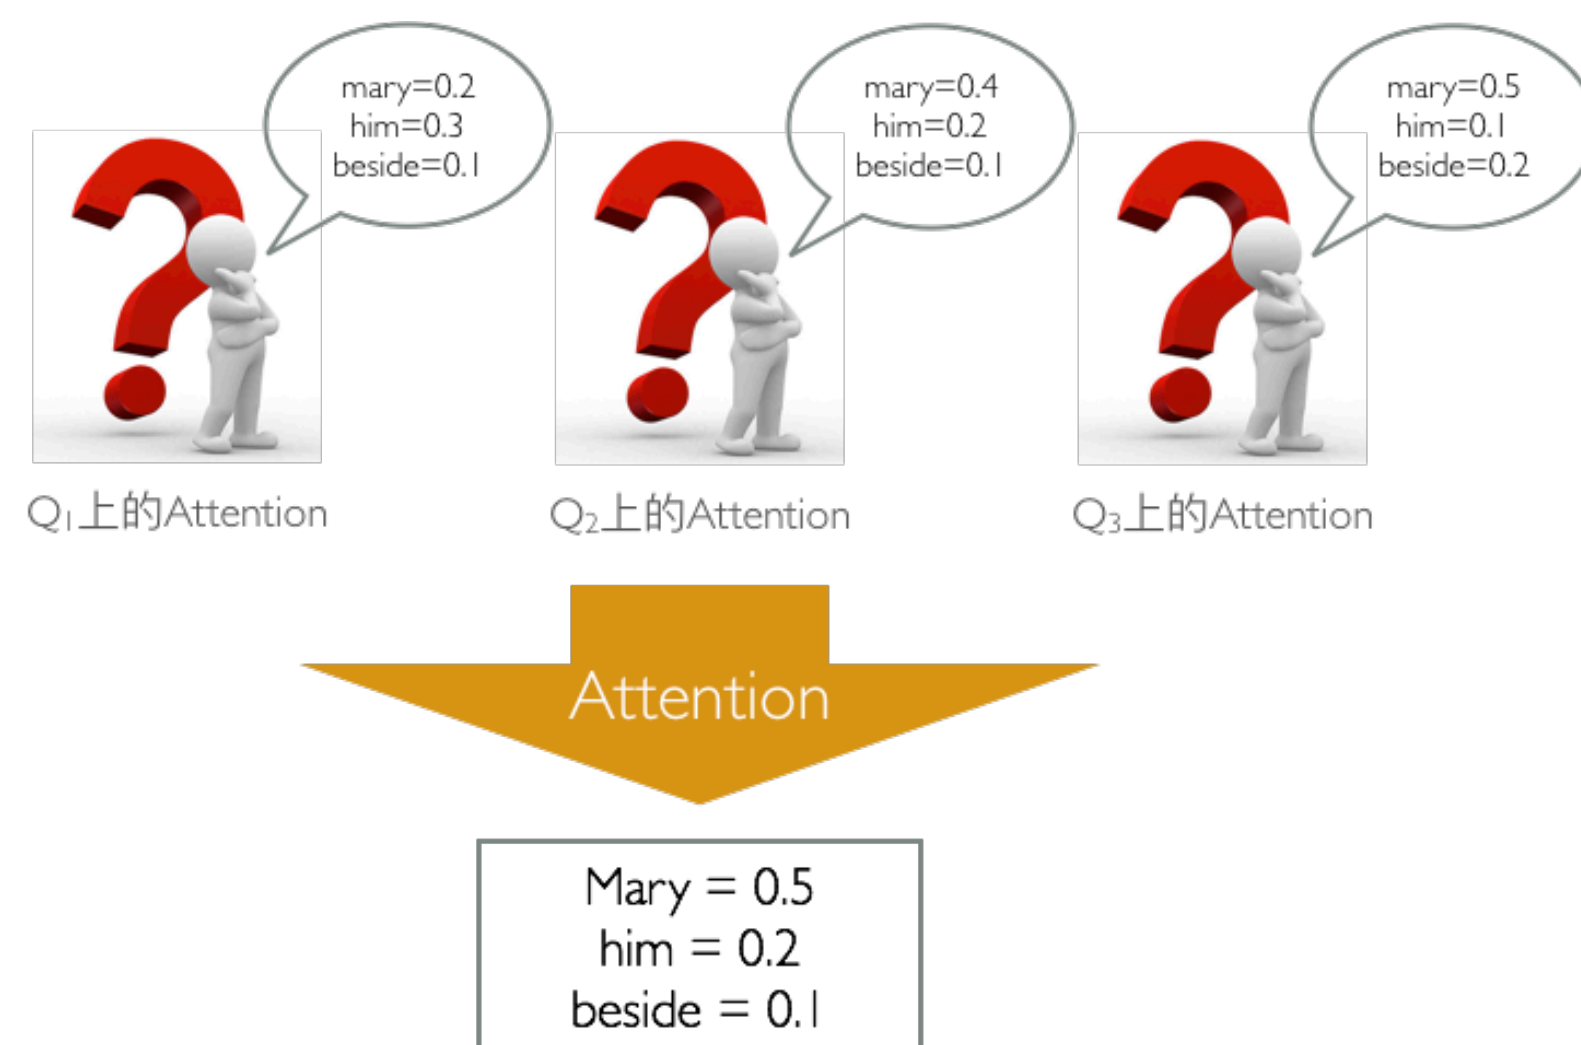 mary=0.2
him=0.3
beside=0.1
mary=0.4
him=0.2
beside=0.1
mary=0.5
him=0.1
beside=0.2
Q₁上的Attention
Q₂上的Attention
Q₃上的Attention
Attention
Mary = 0.5
him = 0.2
beside = 0.1